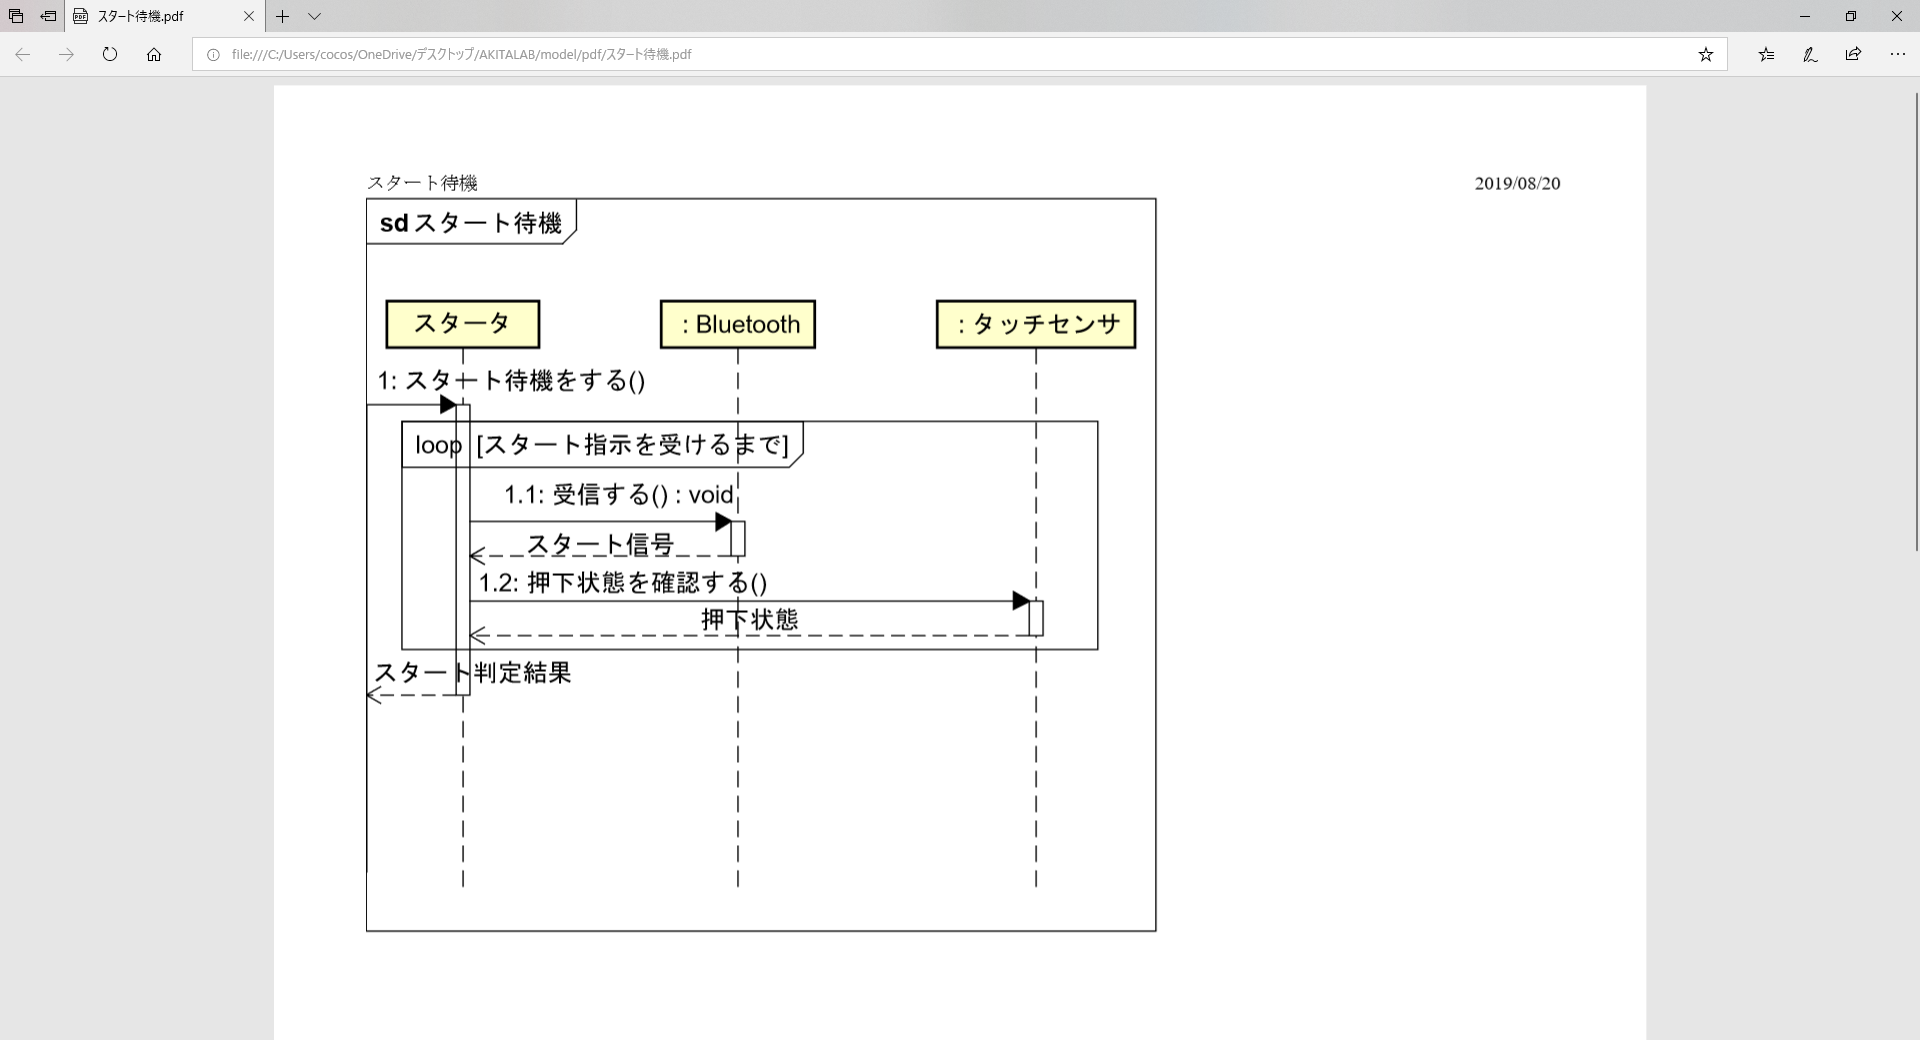 スタート待機.pdf
file:///C:/Users/cocos/OneDrive/デスクトップ/AKITALAB/model/pdf/スタート待機.pdf
スタート待機
2019/08/20
sd スタート待機
スタータ
: Bluetooth
: タッチセンサ
1: スタート待機をする()
loop [スタート指示を受けるまで]
1.1: 受信する() : void
スタート信号
1.2: 押下状態を確認する()
押下状態
スタート判定結果